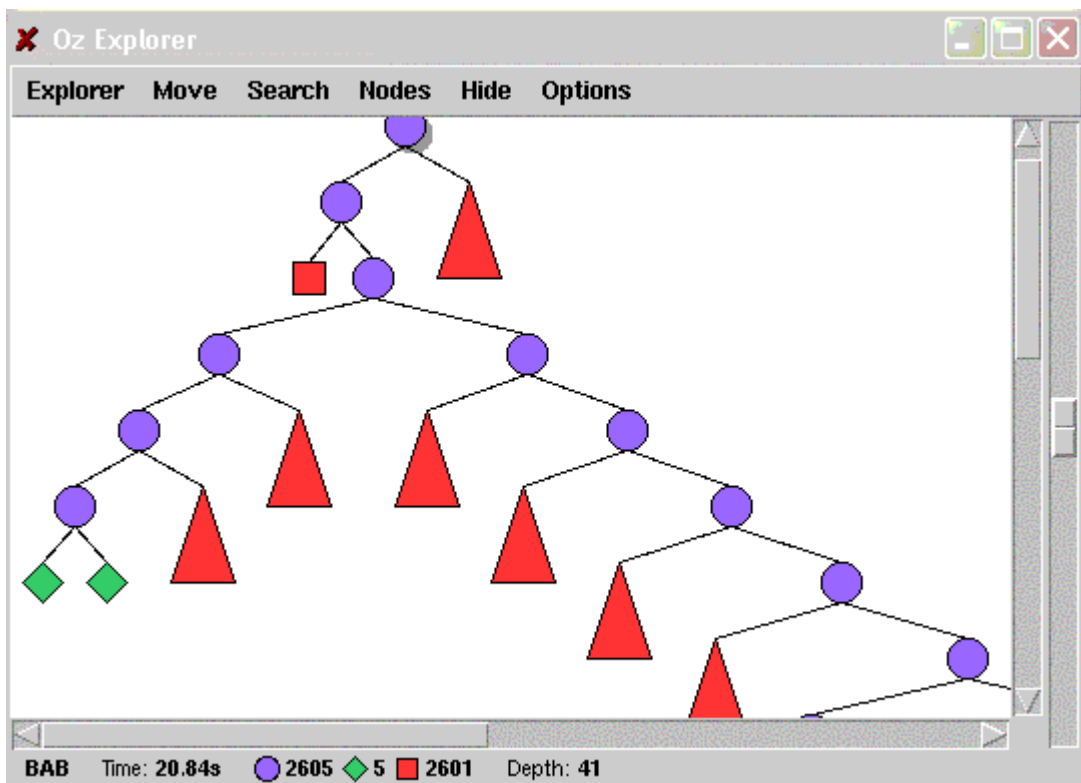 Oz Explorer
Explorer Move Search Nodes Hide Options
BAB Time: 20.84s 2605 5 2601 Depth: 41